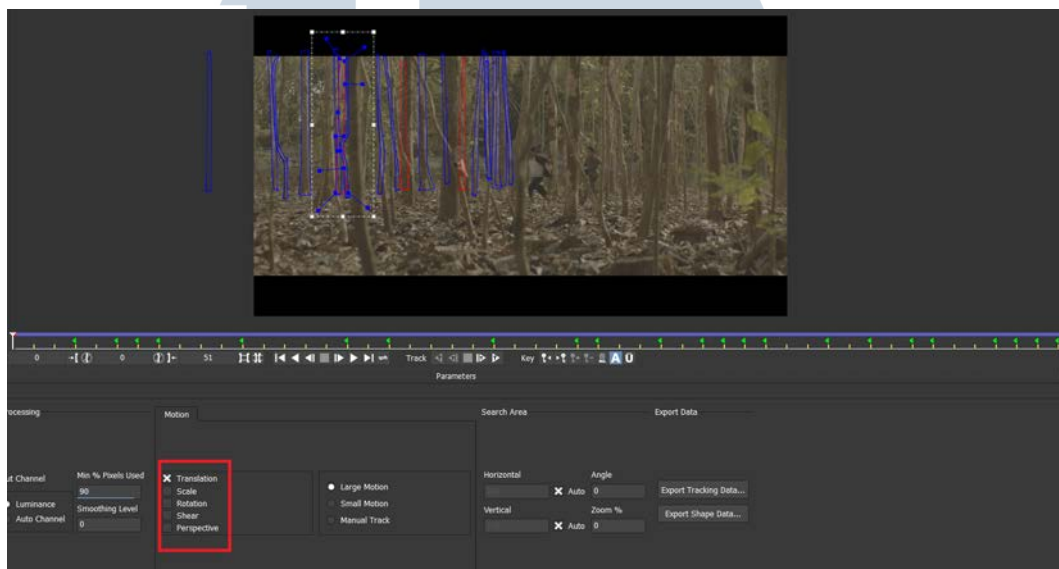 0 0 51 Track Key
Parameters
ocessing Motion Search Area Export Data
ut Channel
Luminance
Auto Channel
Min % Pixels Used
90
Smoothing Level
0
Translation
Scale
Rotation
Shear
Perspective
Large Motion
Small Motion
Manual Track
Horizontal
Auto
Angle
0
Vertical
Auto
Zoom %
0
Export Tracking Data...
Export Shape Data...